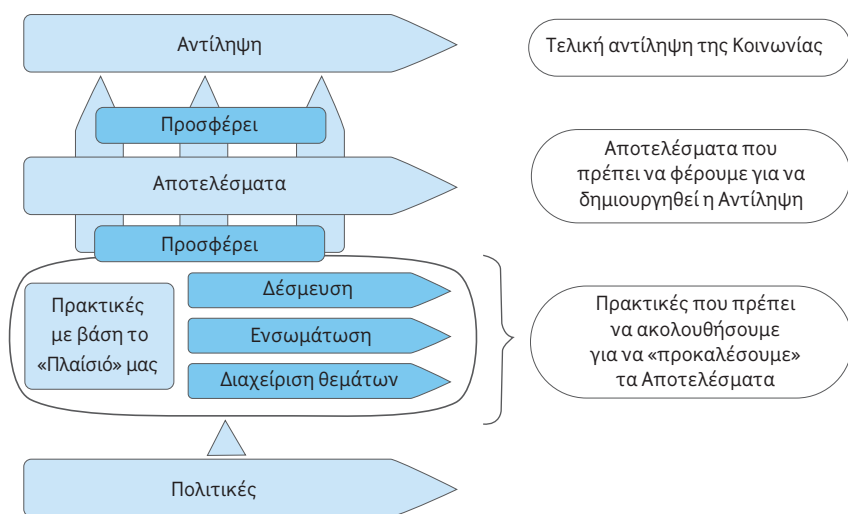 Αντίληψη
Τελική αντίληψη της Κοινωνίας
Προσφέρει
Αποτελέσματα
Αποτελέσματα που
πρέπει να φέρουμε για να
δημιουργηθεί η Αντίληψη
Προσφέρει
Πρακτικές
με βάση το
«Πλαίσιό» μας
Δέσμευση
Ενσωμάτωση
Διαχείριση θεμάτων
Πρακτικές που πρέπει
να ακολουθήσουμε
για να «προκαλέσουμε»
τα Αποτελέσματα
Πολιτικές